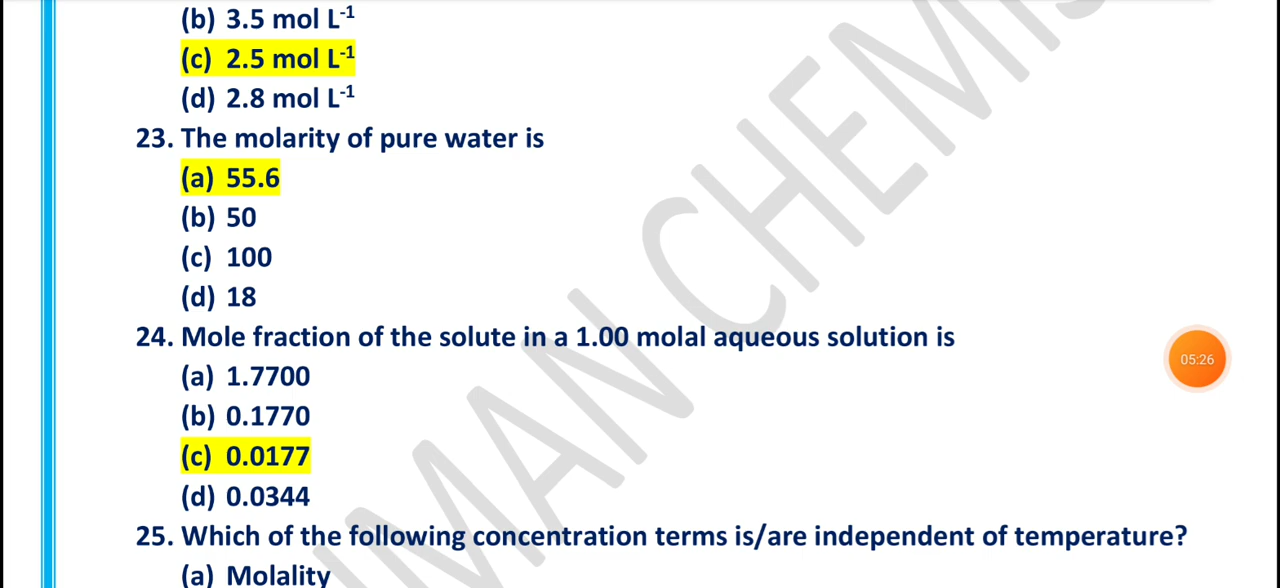 (b) 3.5 mol L⁻¹
(c) 2.5 mol L⁻¹
(d) 2.8 mol L⁻¹
23. The molarity of pure water is
(a) 55.6
(b) 50
(c) 100
(d) 18
24. Mole fraction of the solute in a 1.00 molal aqueous solution is
(a) 1.7700
(b) 0.1770
(c) 0.0177
(d) 0.0344
05:26
25. Which of the following concentration terms is/are independent of temperature?
(a) Molality